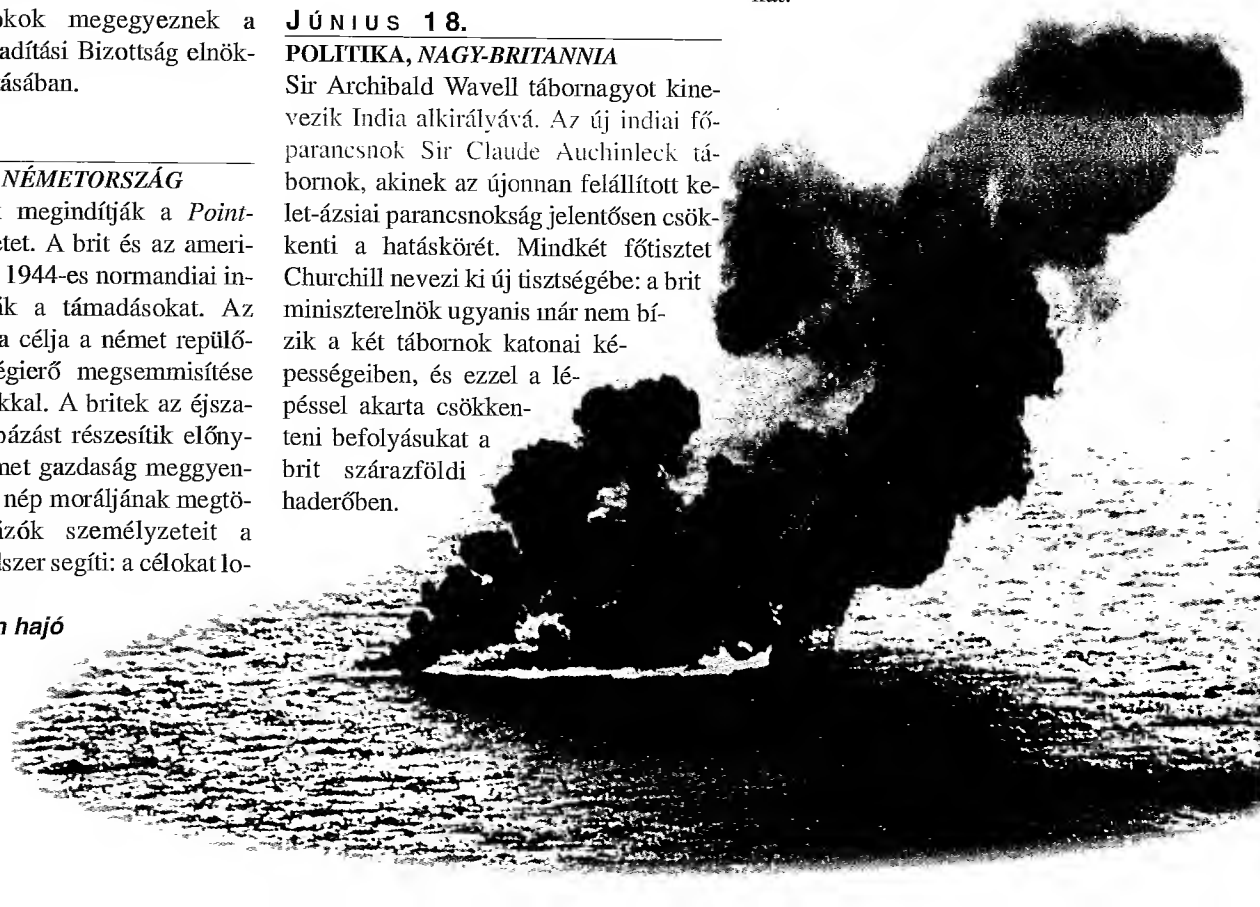 okok megegyeznek a
adítási Bizottság elnök-
ásában.
NÉMETORSZÁG
megindítják a Point-
etet. A brit és az ameri-
1944-es normandiai in-
ák a támadásokat. Az
a célja a német repülő-
égierő megsemmisítése
kkal. A britek az éjsza-
bázást részesítik előny-
met gazdaság meggyen-
nép moráljának megtö-
zók személyzeteit a
dszer segíti: a célokat lo-
n hajó
JÚNIUS 18.
POLITIKA, NAGY-BRITANNIA
Sir Archibald Wavell tábornagyot kine-
vezik India alkirályává. Az új indiai fő-
parancsnok Sir Claude Auchinleck tá-
bornok, akinek az újonnan felállított ke-
let-ázsiai parancsnokság jelentősen csök-
kenti a hatáskörét. Mindkét főtisztet
Churchill nevezi ki új tisztségébe: a brit
miniszterelnök ugyanis már nem bí-
zik a két tábornok katonai ké-
pességeiben, és ezzel a lé-
péssel akarta csökken-
teni befolyásukat a
brit szárazföldi
haderőben.